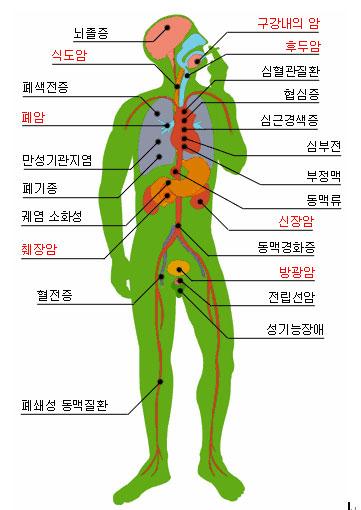 뇌졸증
식도암
폐색전증
폐암
만성기관지염
폐기종
궤염 소화성
췌장암
혈전증
폐쇄성 동맥질환
구강내의 암
후두암
심혈관질환
협심증
심근경색증
심부전
부정맥
동맥류
신장암
동맥경화증
방광암
전립선암
성기능장애